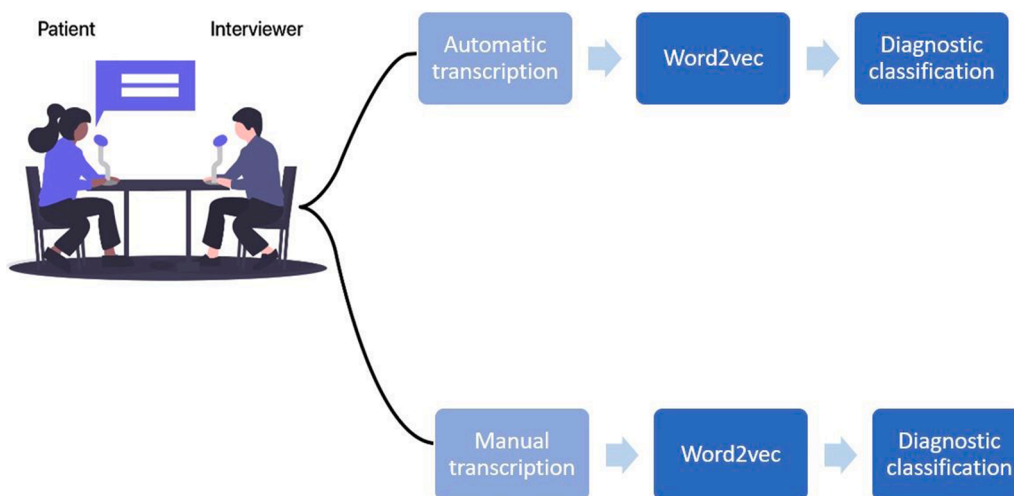 Patient
Interviewer
Automatic
transcription
Word2vec
Diagnostic
classification
Manual
transcription
Word2vec
Diagnostic
classification